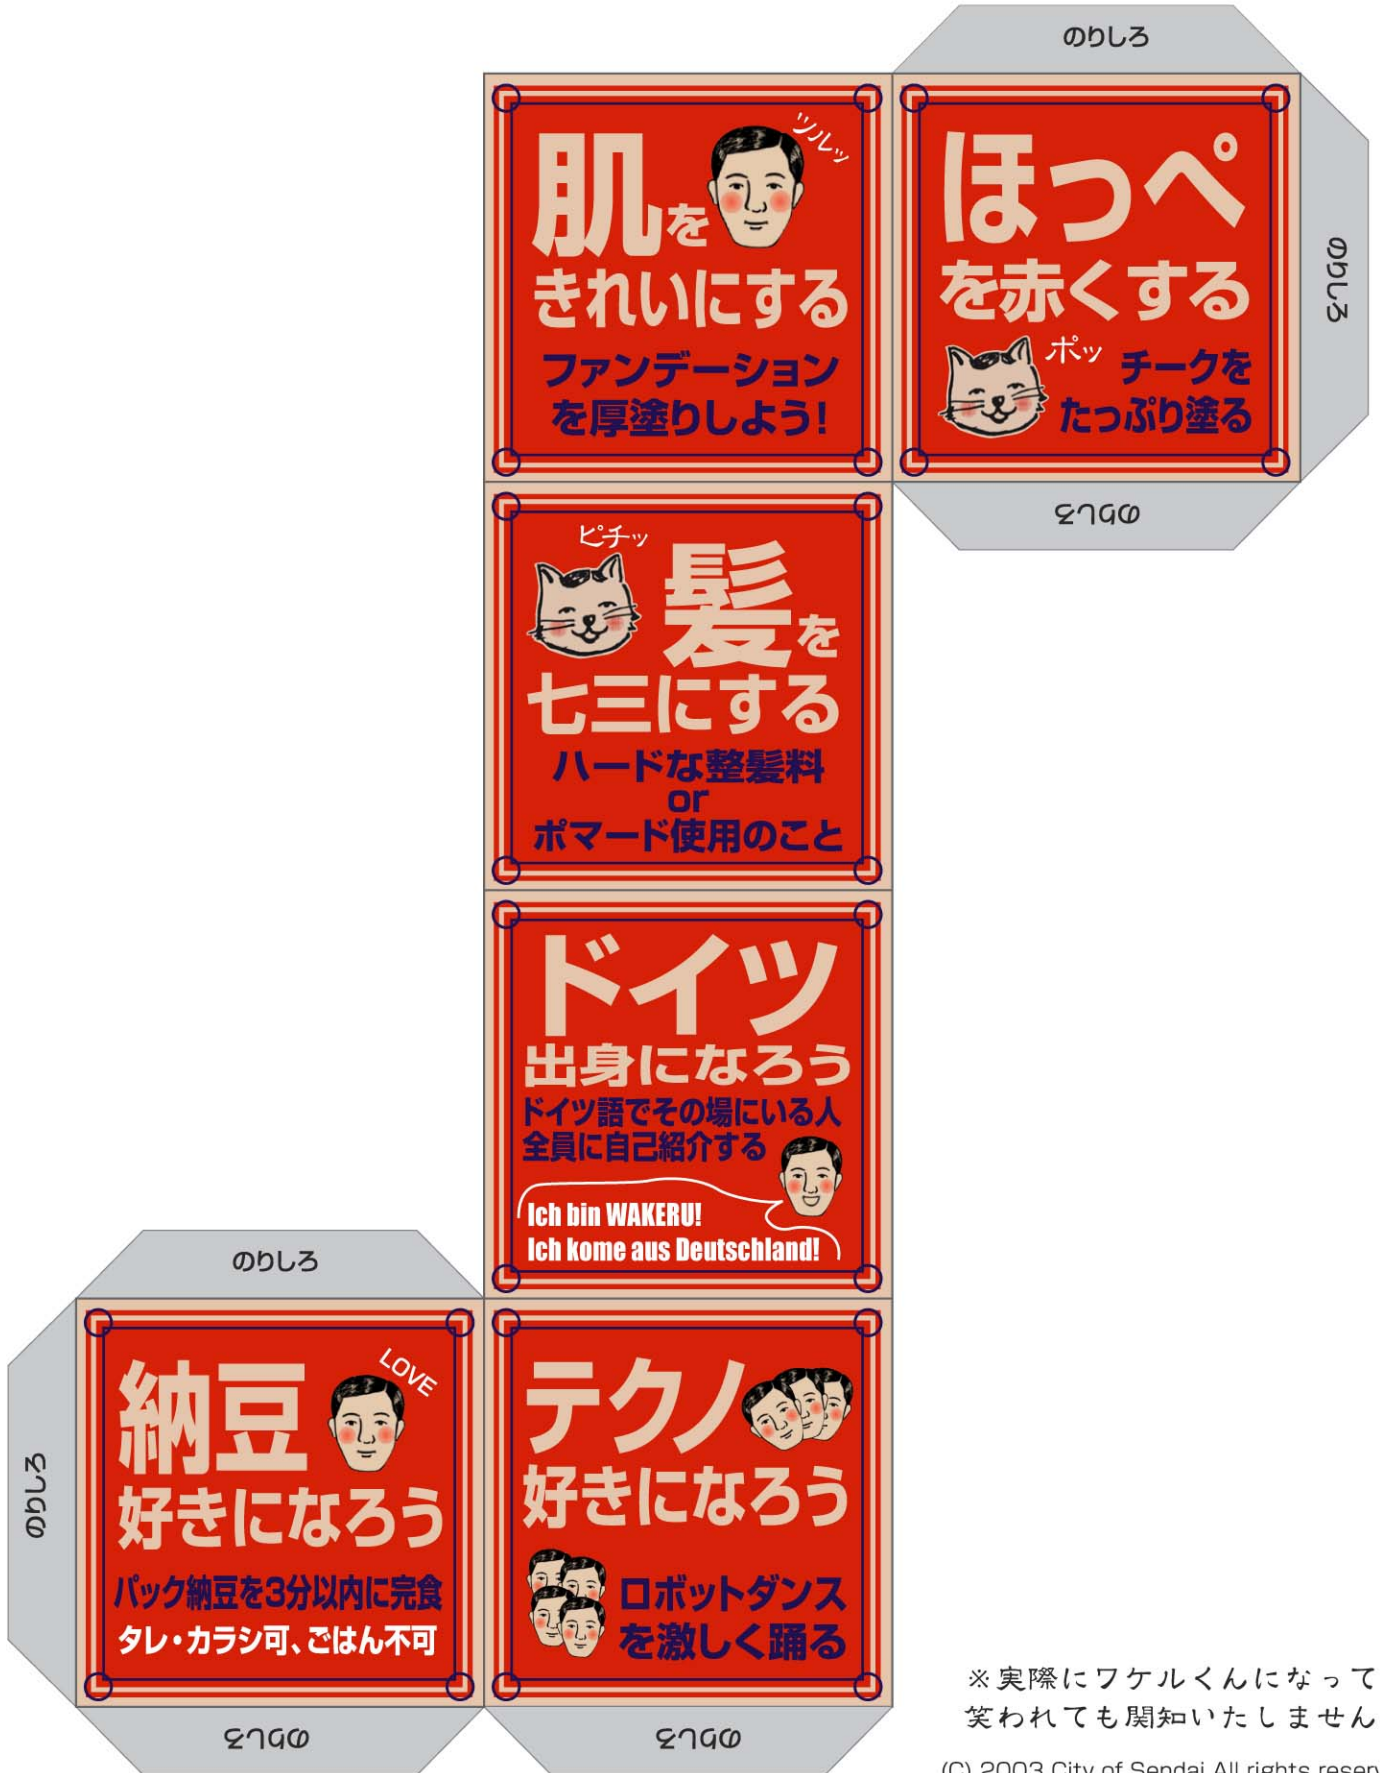 のりしろ
肌を
ツルッ
きれいにする
ファンデーション
を厚塗りしよう!
ほっぺ
を赤くする
ポッ
チークを
たっぷり塗る
のりしろ
のりしろ
ピチッ
髪を
七三にする
ハードな整髪料
or
ポマード使用のこと
ドイツ
出身になろう
ドイツ語でその場にいる人
全員に自己紹介する
Ich bin WAKERU!
Ich kome aus Deutschland!
のりしろ
のりしろ
納豆
LOVE
好きになろう
パック納豆を3分以内に完食
タレ・カラシ可、ごはん不可
のりしろ
テクノ
好きになろう
ロボットダンス
を激しく踊る
のりしろ
※実際にワケルくんになって
笑われても関知いたしません
(C) 2003 City of Sendai All rights reserv